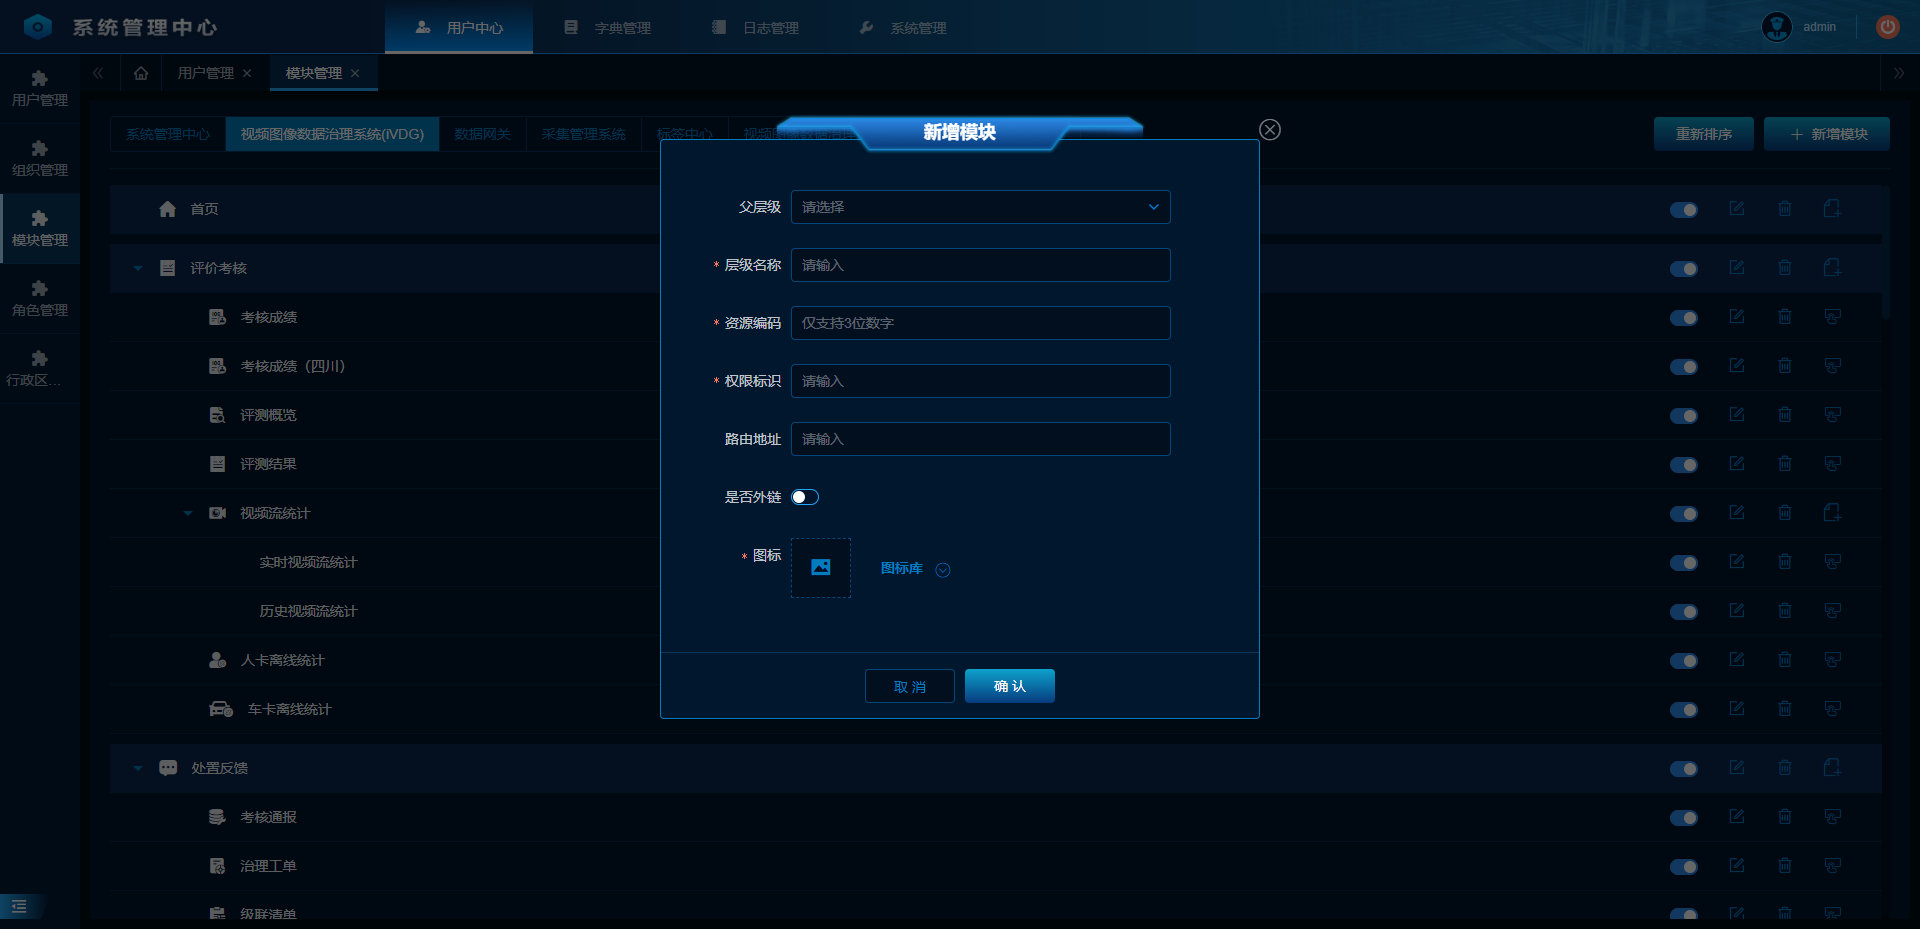 系统管理中心
用户中心
字典管理
日志管理
系统管理
admin
用户管理
模块管理
用户管理
组织管理
模块管理
角色管理
行政区...
系统管理中心
视频图像数据治理系统(iVDG)
数据网关
采集管理系统
标签中心
重新排序
新增模块
首页
评价考核
考核成绩
考核成绩（四川）
评测概览
评测结果
视频流统计
实时视频流统计
历史视频流统计
人卡离线统计
车卡离线统计
处置反馈
考核通报
治理工单
级联清单
新增模块
父层级
请选择
* 层级名称
请输入
* 资源编码
仅支持3位数字
* 权限标识
请输入
路由地址
请输入
是否外链
* 图标
图标库
取消
确认